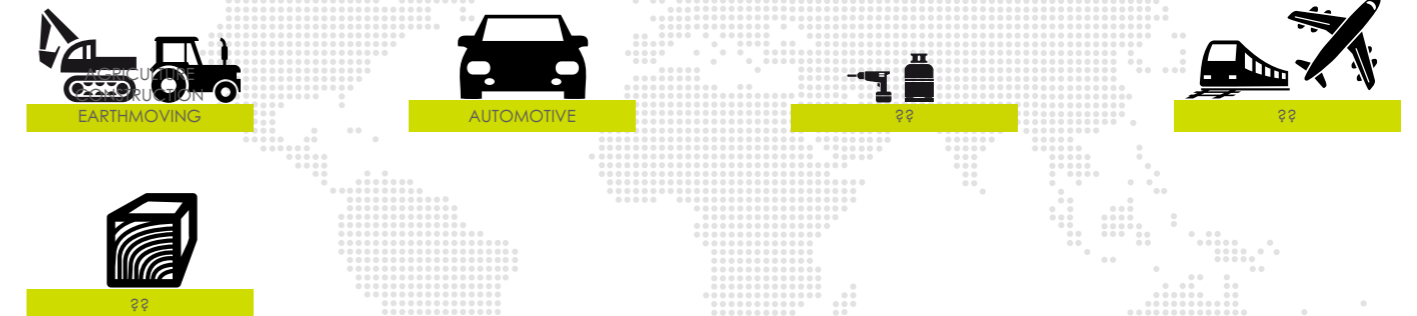 AGRICULTURE
CONSTRUCTION
EARTHMOVING
AUTOMOTIVE
??
??
??